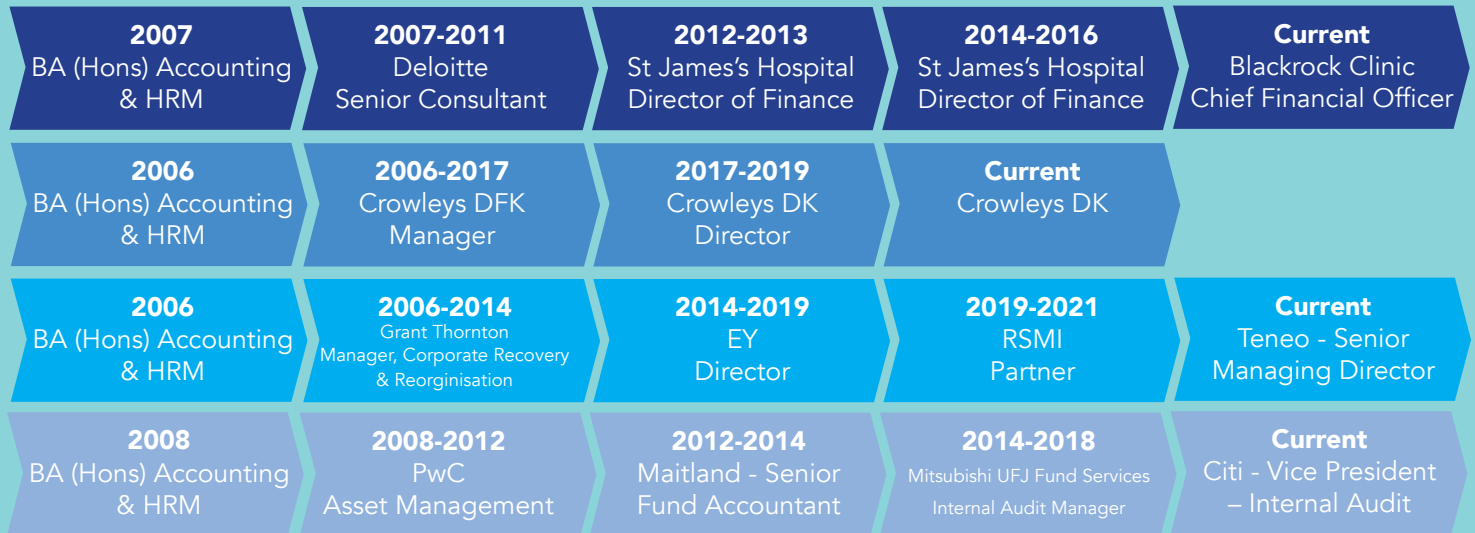 2007
BA (Hons) Accounting
& HRM
2007-2011
Deloitte
Senior Consultant
2012-2013
St James's Hospital
Director of Finance
2014-2016
St James's Hospital
Director of Finance
Current
Blackrock Clinic
Chief Financial Officer
2006
BA (Hons) Accounting
& HRM
2006-2017
Crowleys DFK
Manager
2017-2019
Crowleys DK
Director
Current
Crowleys DK
2006
BA (Hons) Accounting
& HRM
2006-2014
Grant Thornton
Manager, Corporate Recovery
& Reorginisation
2014-2019
EY
Director
2019-2021
RSMI
Partner
Current
Teneo - Senior
Managing Director
2008
BA (Hons) Accounting
& HRM
2008-2012
PwC
Asset Management
2012-2014
Maitland - Senior
Fund Accountant
2014-2018
Mitsubishi UFJ Fund Services
Internal Audit Manager
Current
Citi - Vice President
– Internal Audit